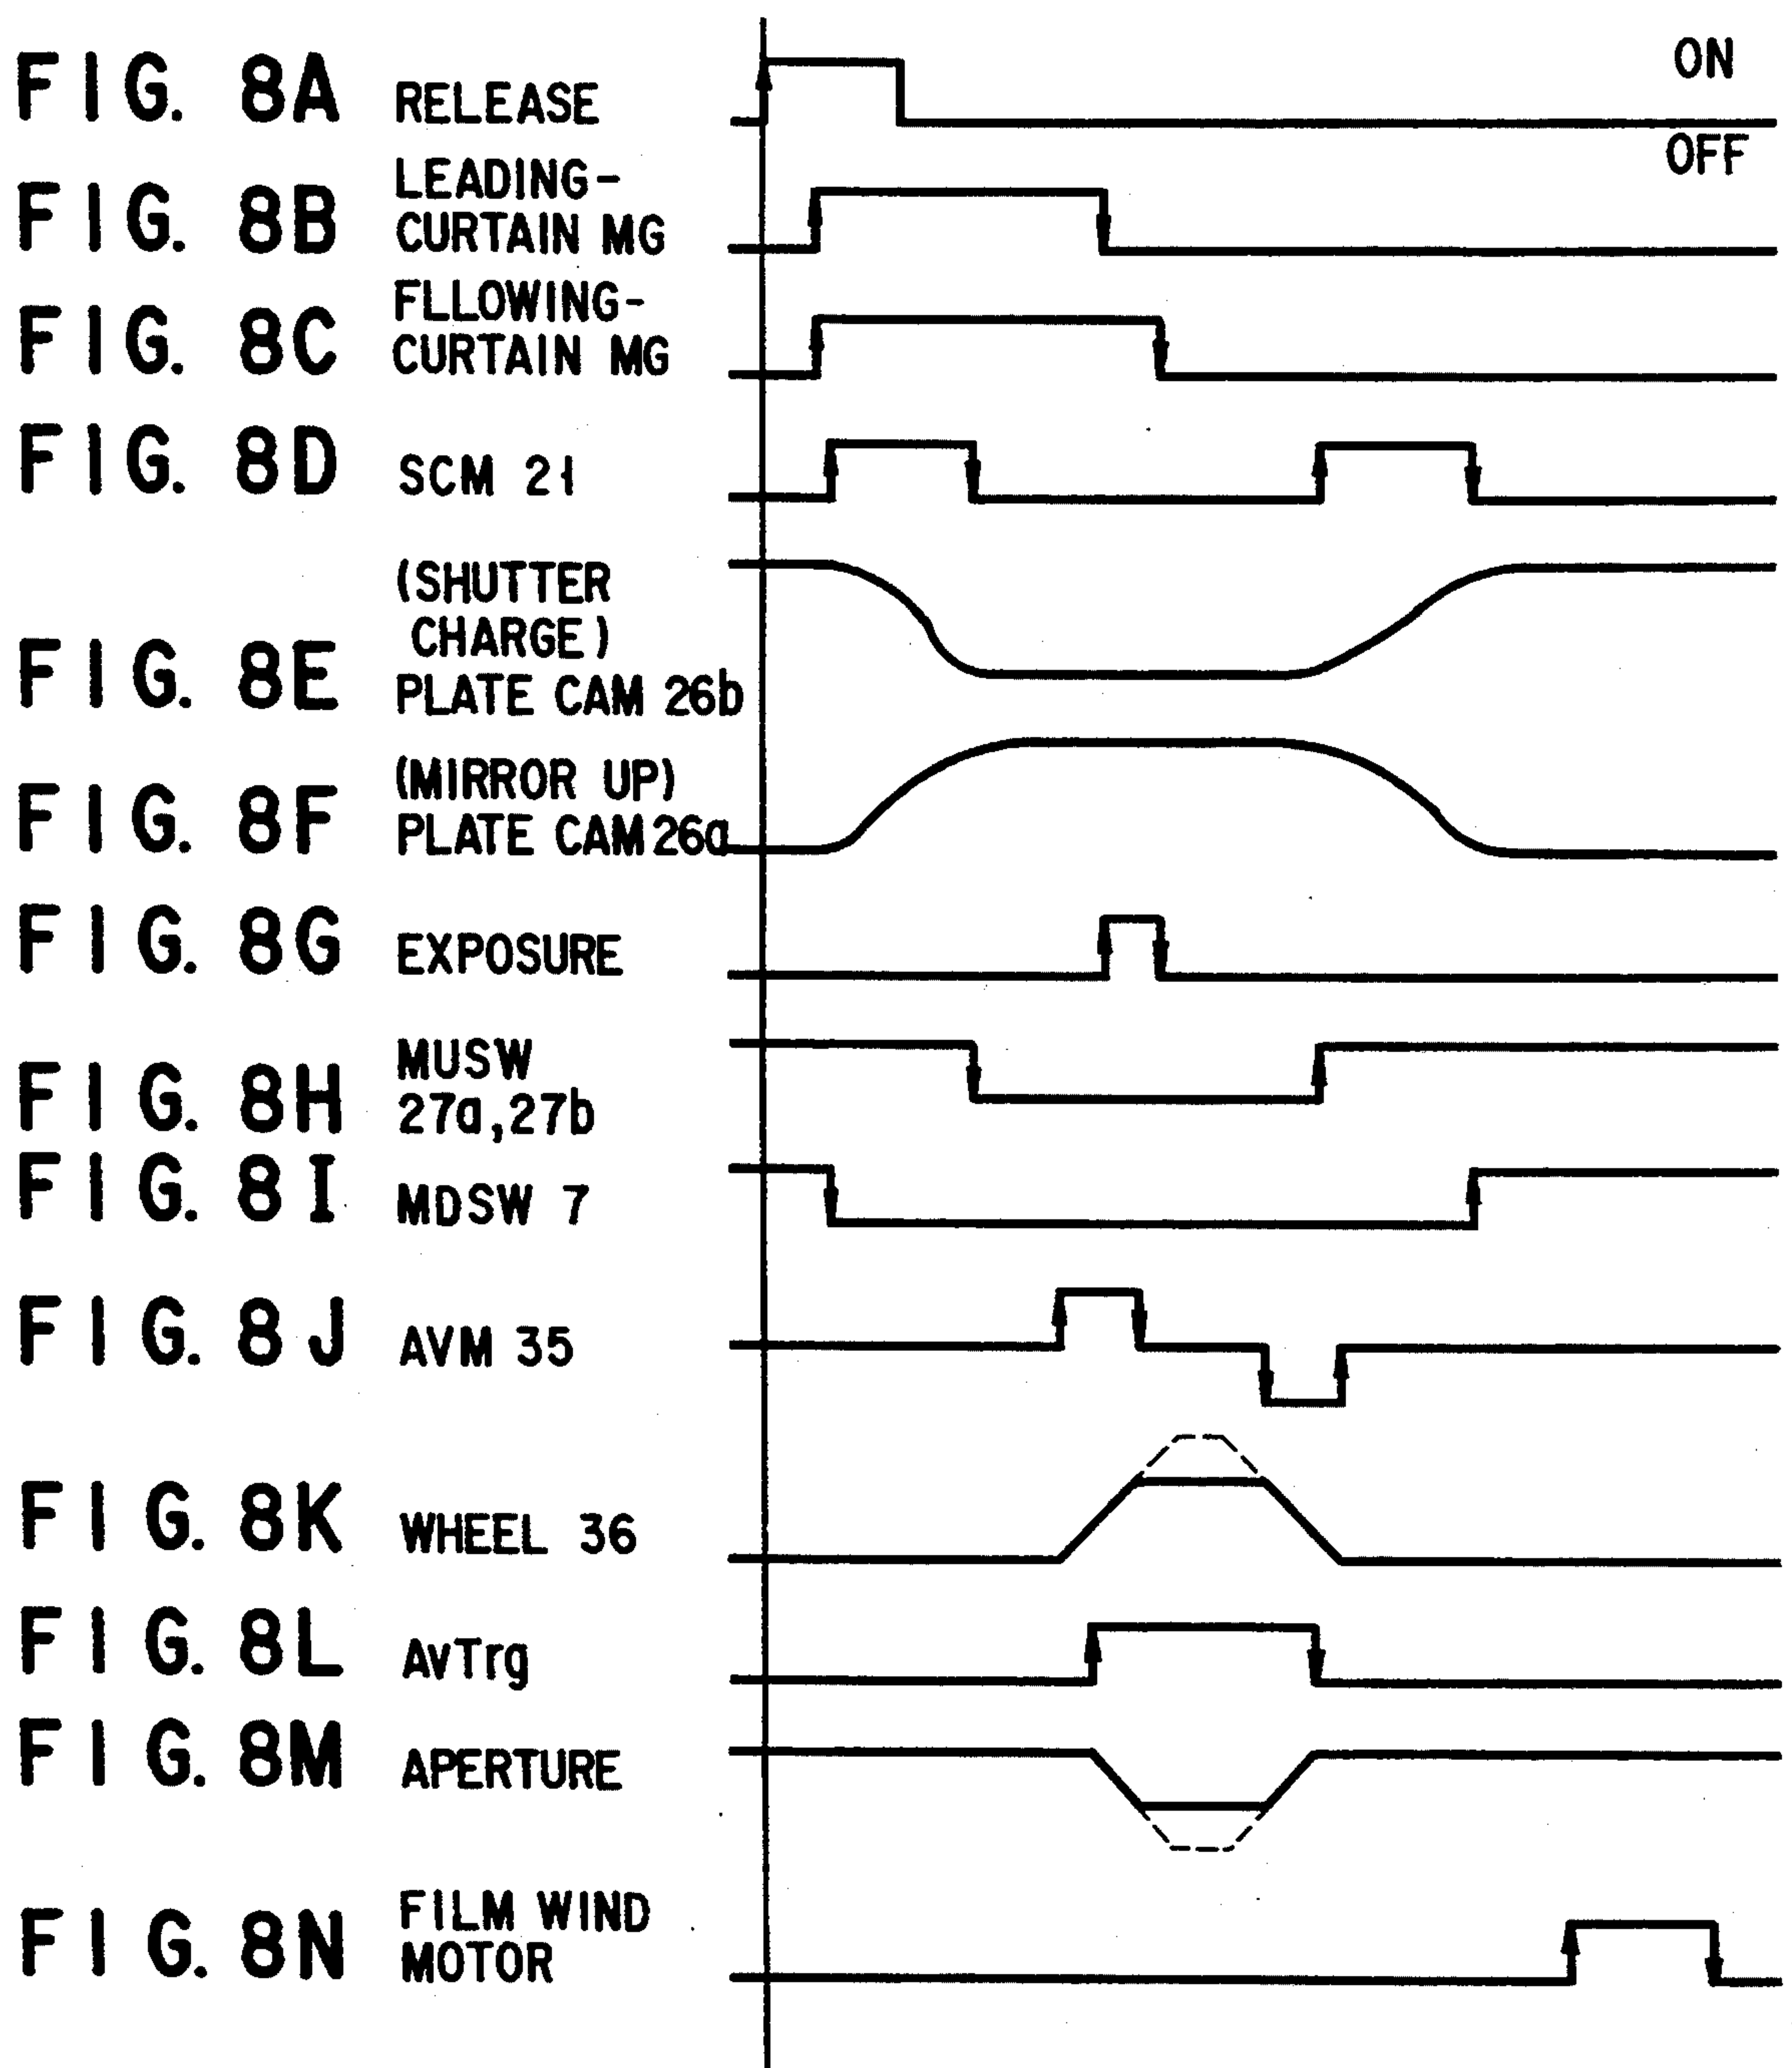 FIG. 8A RELEASE
ON
OFF
FIG. 8B LEADING-
CURTAIN MG
FIG. 8C FLLOWING-
CURTAIN MG
FIG. 8D SCM 21
FIG. 8E (SHUTTER
CHARGE)
PLATE CAM 26b
FIG. 8F (MIRROR UP)
PLATE CAM 26a
FIG. 8G EXPOSURE
FIG. 8H MUSW
27a,27b
FIG. 8I MDSW 7
FIG. 8J AVM 35
FIG. 8K WHEEL 36
FIG. 8L AvTrg
FIG. 8M APERTURE
FIG. 8N FILM WIND
MOTOR